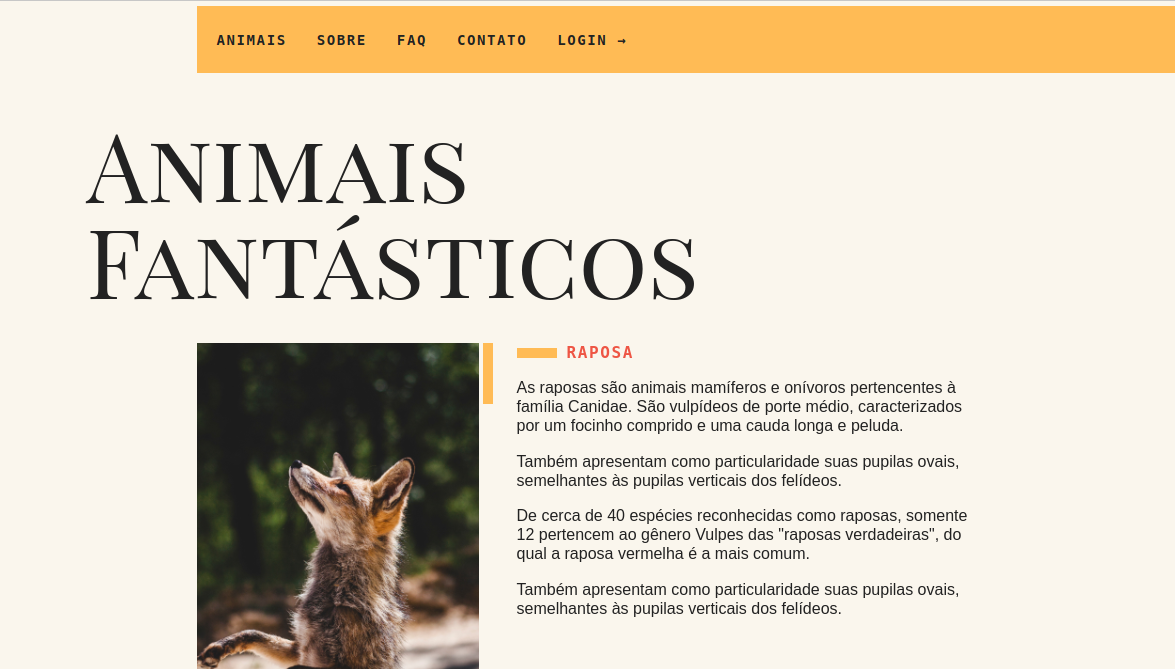 ANIMAIS SOBRE FAQ CONTATO LOGIN →
ANIMAIS
FANTÁSTICOS
RAPOSA
As raposas são animais mamíferos e onívoros pertencentes à
família Canidae. São vulpídeos de porte médio, caracterizados
por um focinho comprido e uma cauda longa e peluda.
Também apresentam como particularidade suas pupilas ovais,
semelhantes às pupilas verticais dos felídeos.
De cerca de 40 espécies reconhecidas como raposas, somente
12 pertencem ao gênero Vulpes das "raposas verdadeiras", do
qual a raposa vermelha é a mais comum.
Também apresentam como particularidade suas pupilas ovais,
semelhantes às pupilas verticais dos felídeos.